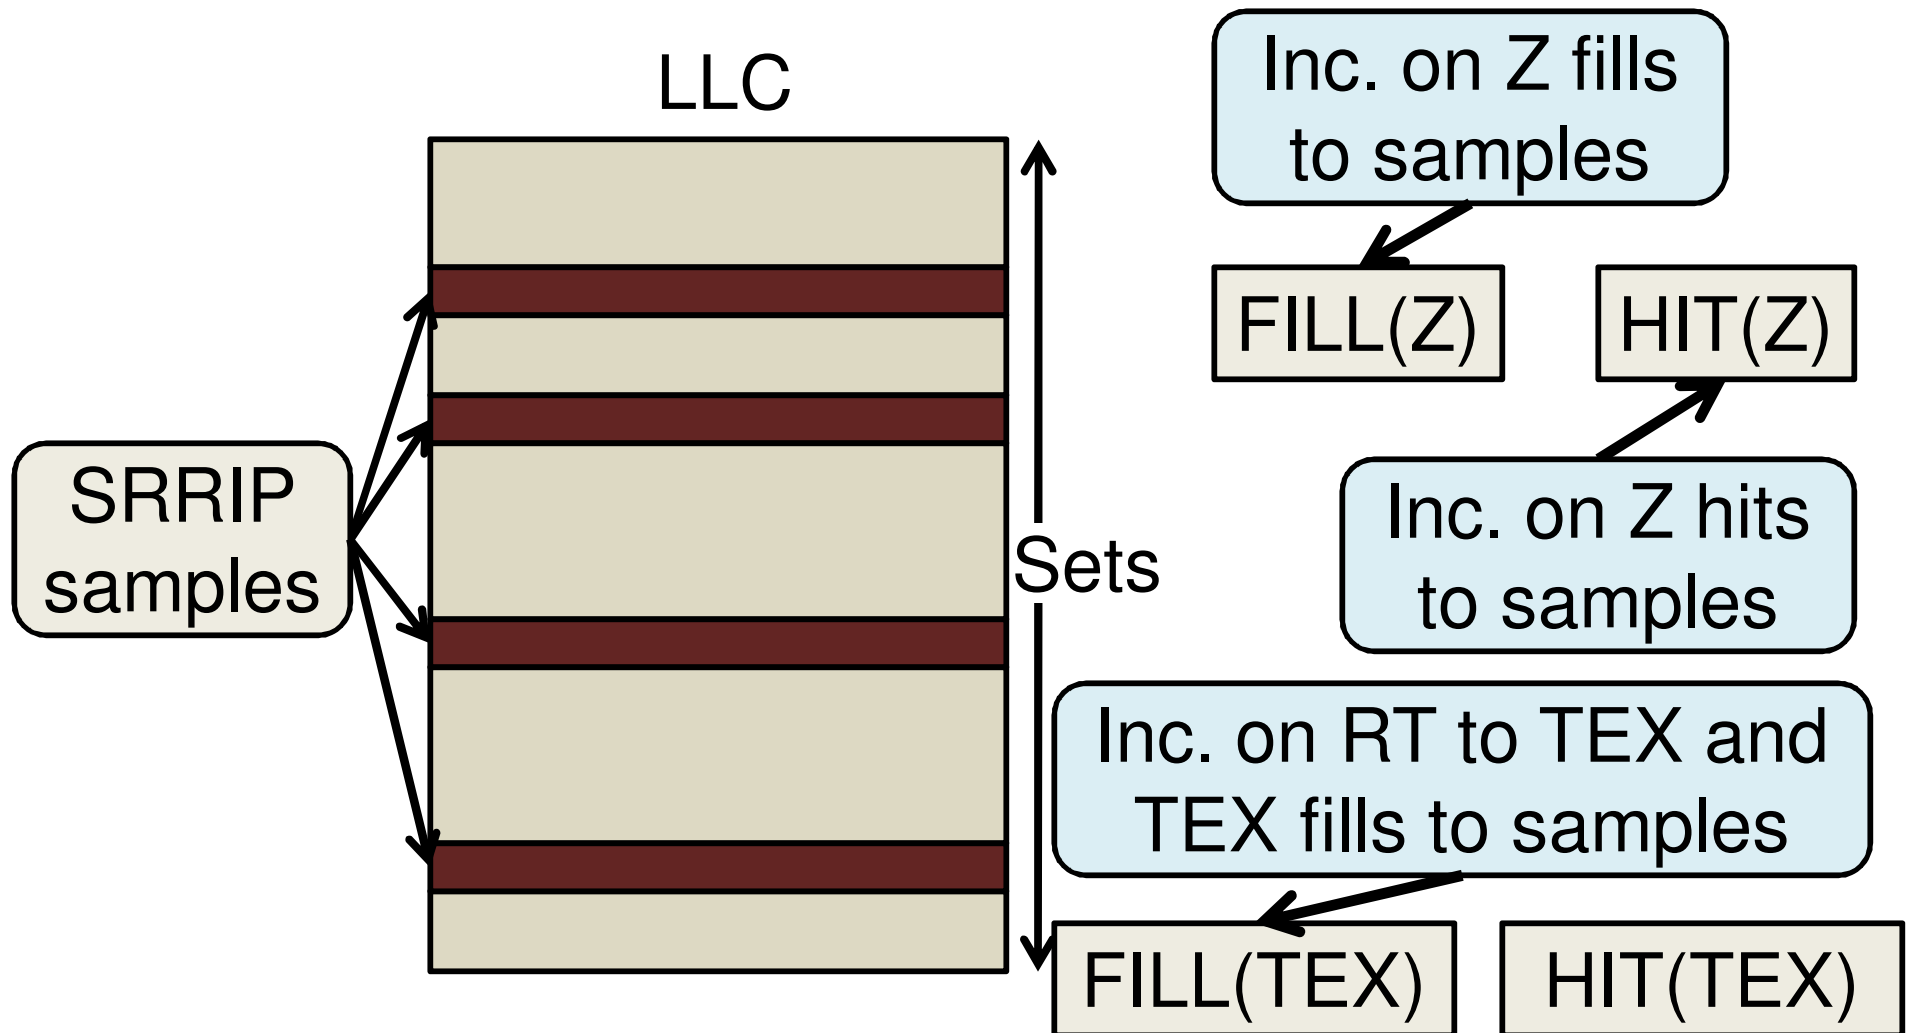 LLC
SRRIP
samples
Sets
Inc. on Z fills
to samples
FILL(Z)
HIT(Z)
Inc. on Z hits
to samples
Inc. on RT to TEX and
TEX fills to samples
FILL(TEX)
HIT(TEX)